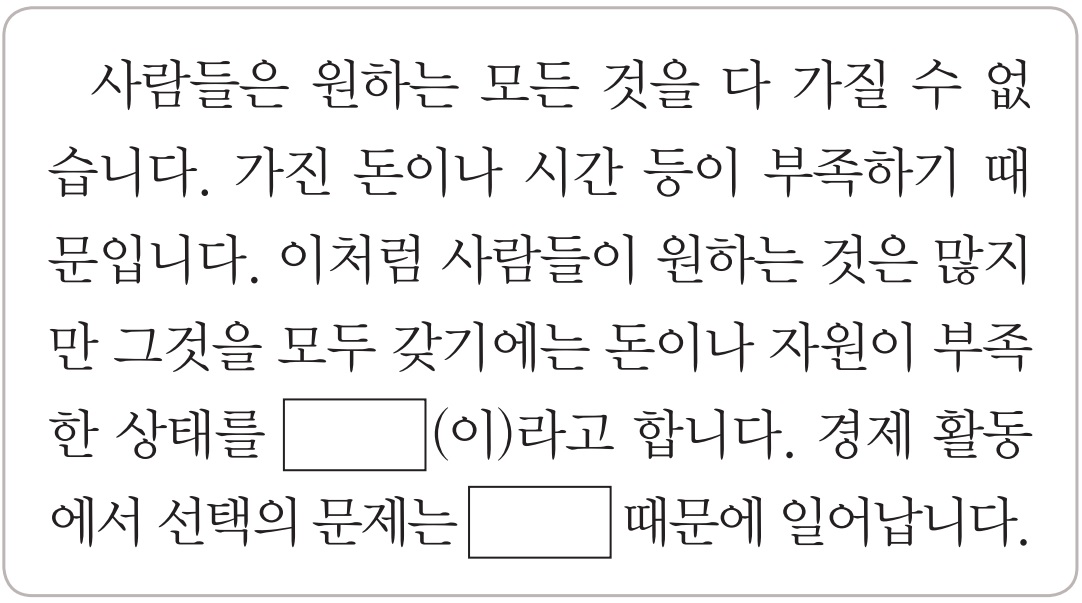 사람들은 원하는 모든 것을 다 가질 수 없
습니다. 가진 돈이나 시간 등이 부족하기 때
문입니다. 이처럼 사람들이 원하는 것은 많지
만 그것을 모두 갖기에는 돈이나 자원이 부족
한 상태를 (이)라고 합니다. 경제 활동
에서 선택의 문제는 때문에 일어납니다.